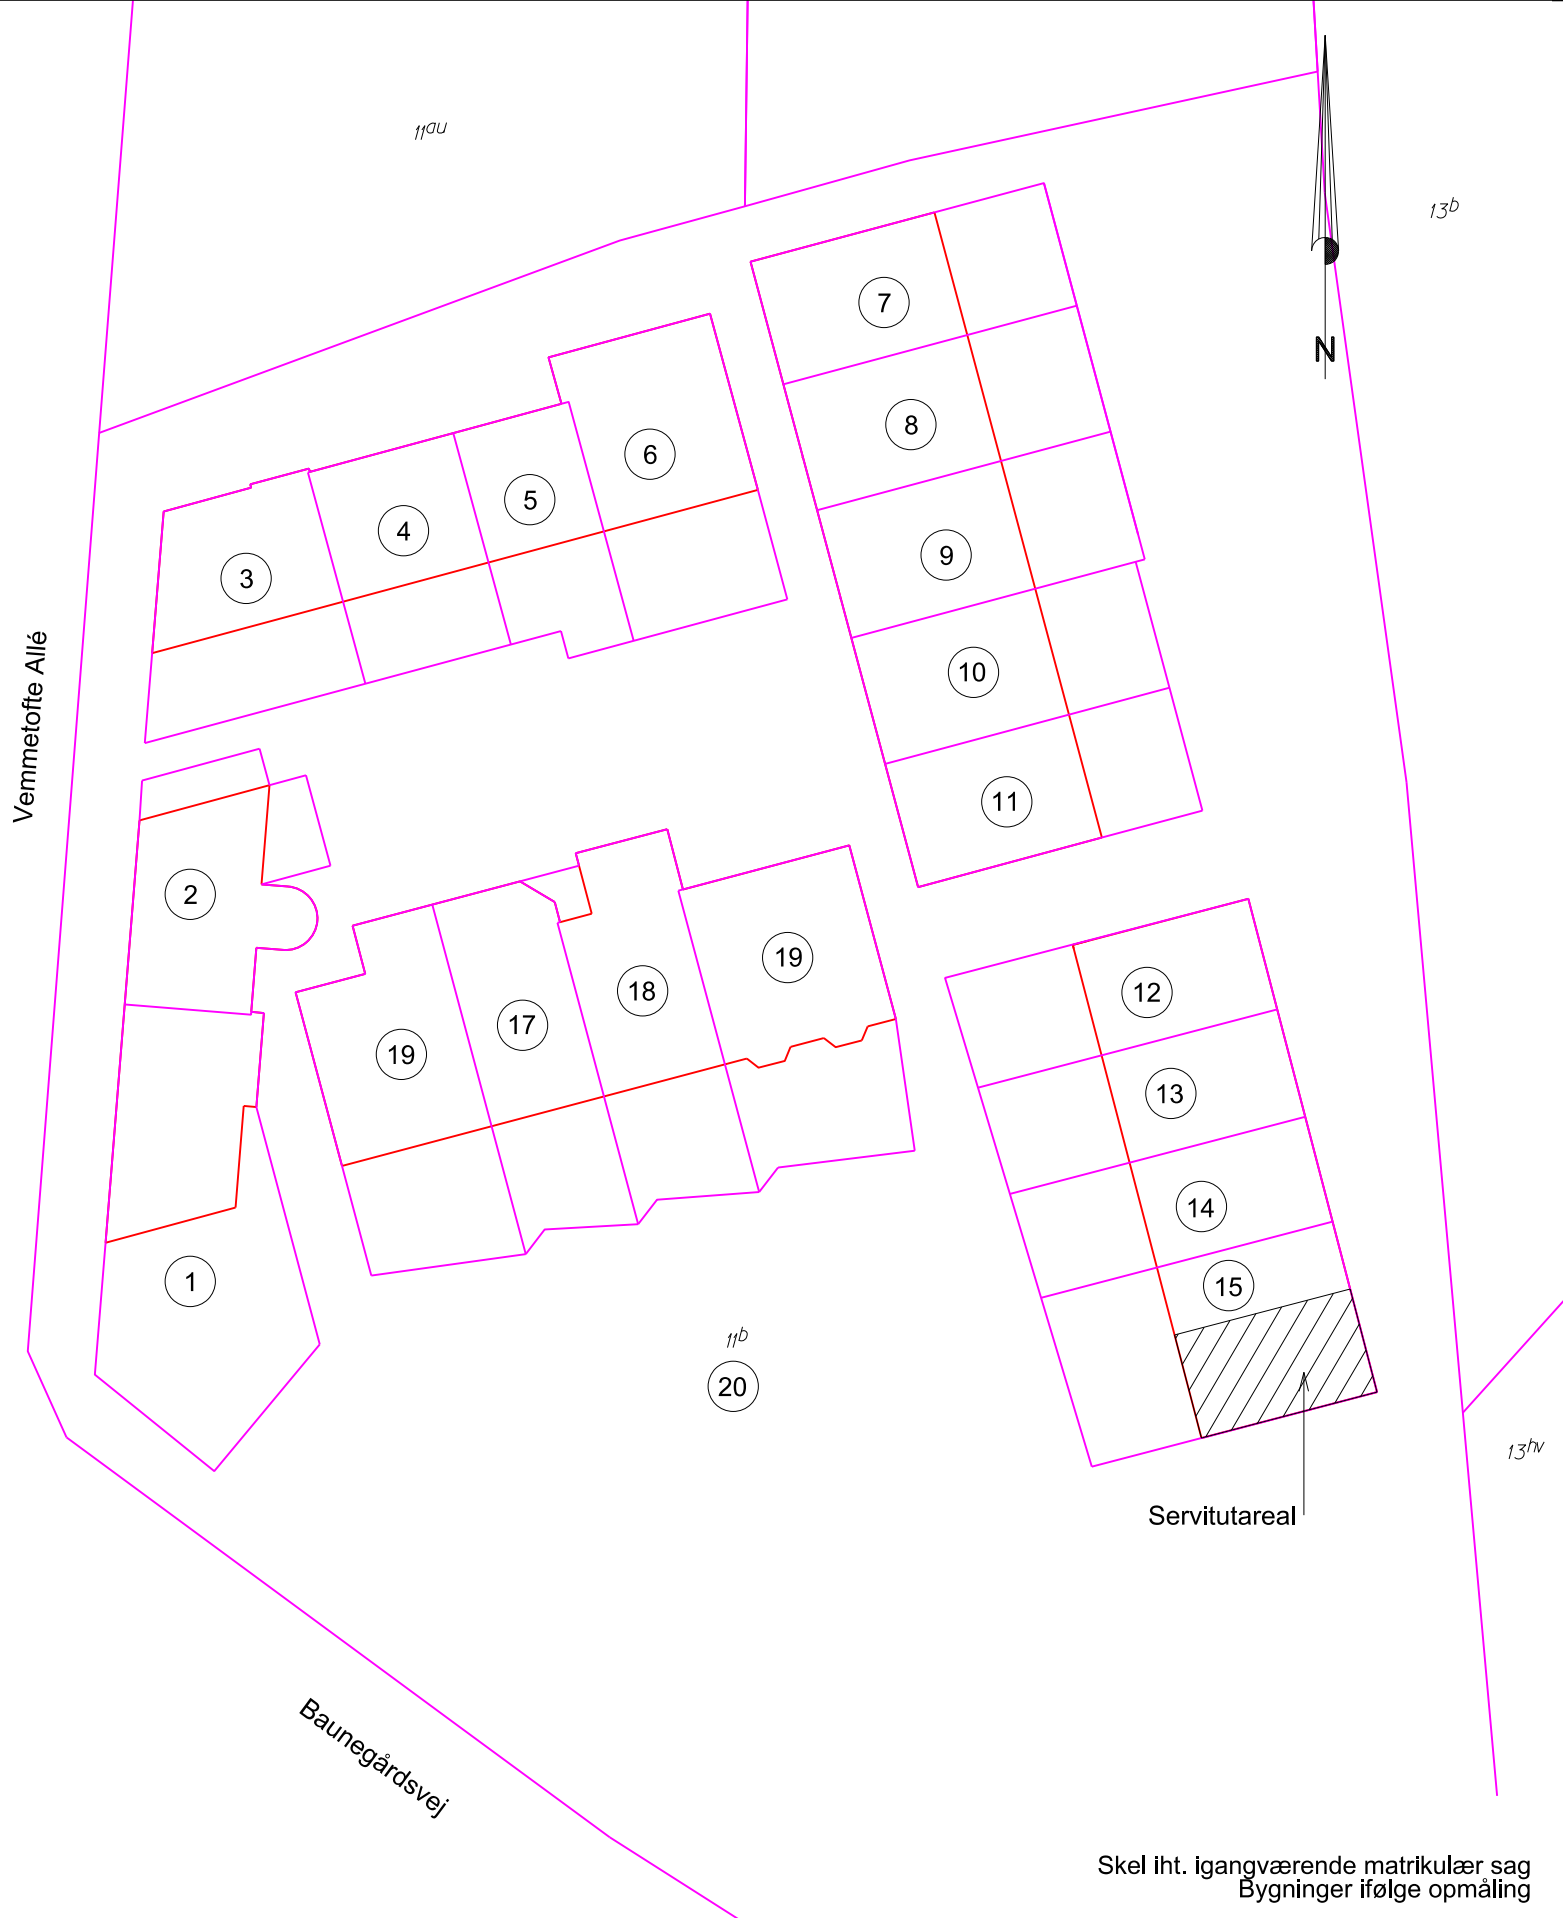 11au
13b
7
N
8
6
5
4
9
3
10
Vemmetofte Allé
11
2
19
18
12
17
19
13
14
1
15
11b
20
13hv
Servitutareal
Baunegårdsvej
Skel iht. igangværende matrikulær sag
Bygninger ifølge opmåling